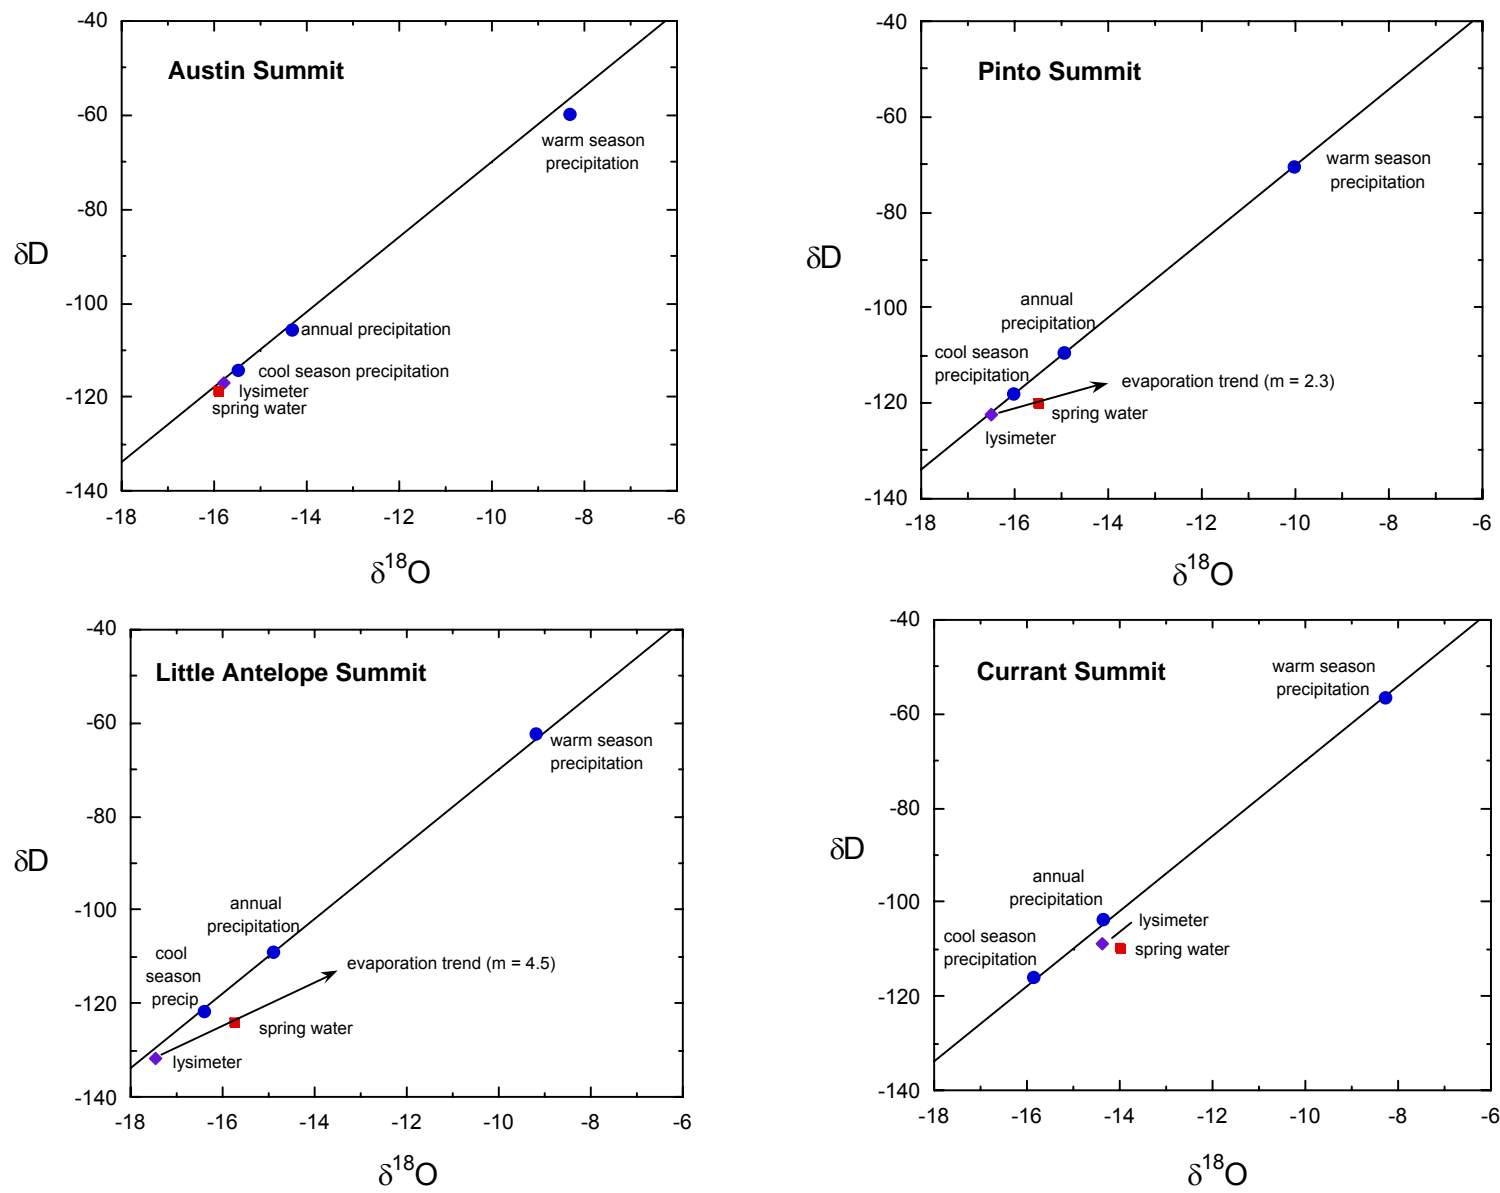 Austin Summit
-40
-60
-80
-100
-120
-140
δD
warm season
precipitation
annual precipitation
cool season precipitation
lysimeter
spring water
-18
-16
-14
-12
-10
-8
-6
δ18O
Pinto Summit
-40
-60
-80
-100
-120
-140
δD
warm season
precipitation
annual
precipitation
cool season
precipitation
evaporation trend (m = 2.3)
spring water
lysimeter
-18
-16
-14
-12
-10
-8
-6
δ18O
Little Antelope Summit
-40
-60
-80
-100
-120
-140
δD
warm season
precipitation
annual
precipitation
cool
season
precip
evaporation trend (m = 4.5)
spring water
lysimeter
-18
-16
-14
-12
-10
-8
-6
δ18O
Currant Summit
-40
-60
-80
-100
-120
-140
δD
warm season
precipitation
annual
precipitation
lysimeter
cool season
precipitation
spring water
-18
-16
-14
-12
-10
-8
-6
δ18O